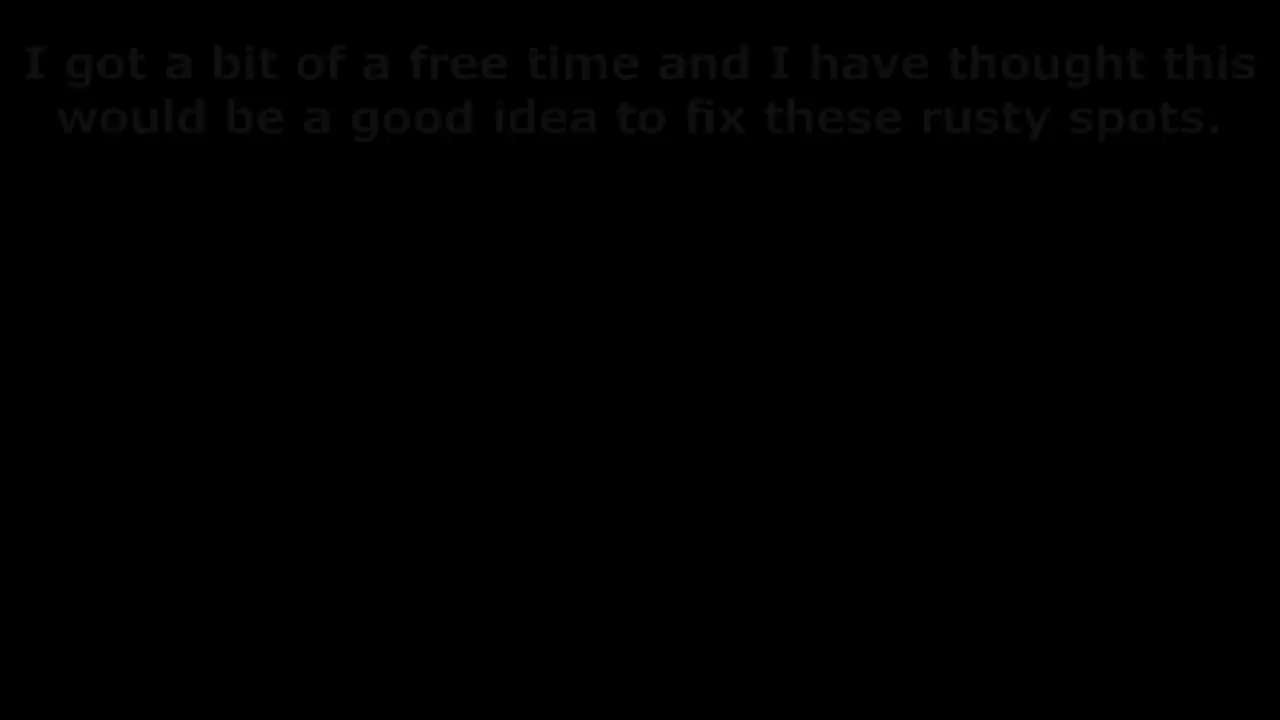 I got a bit of a free time and I have thought this
would be a good idea to fix these rusty spots.